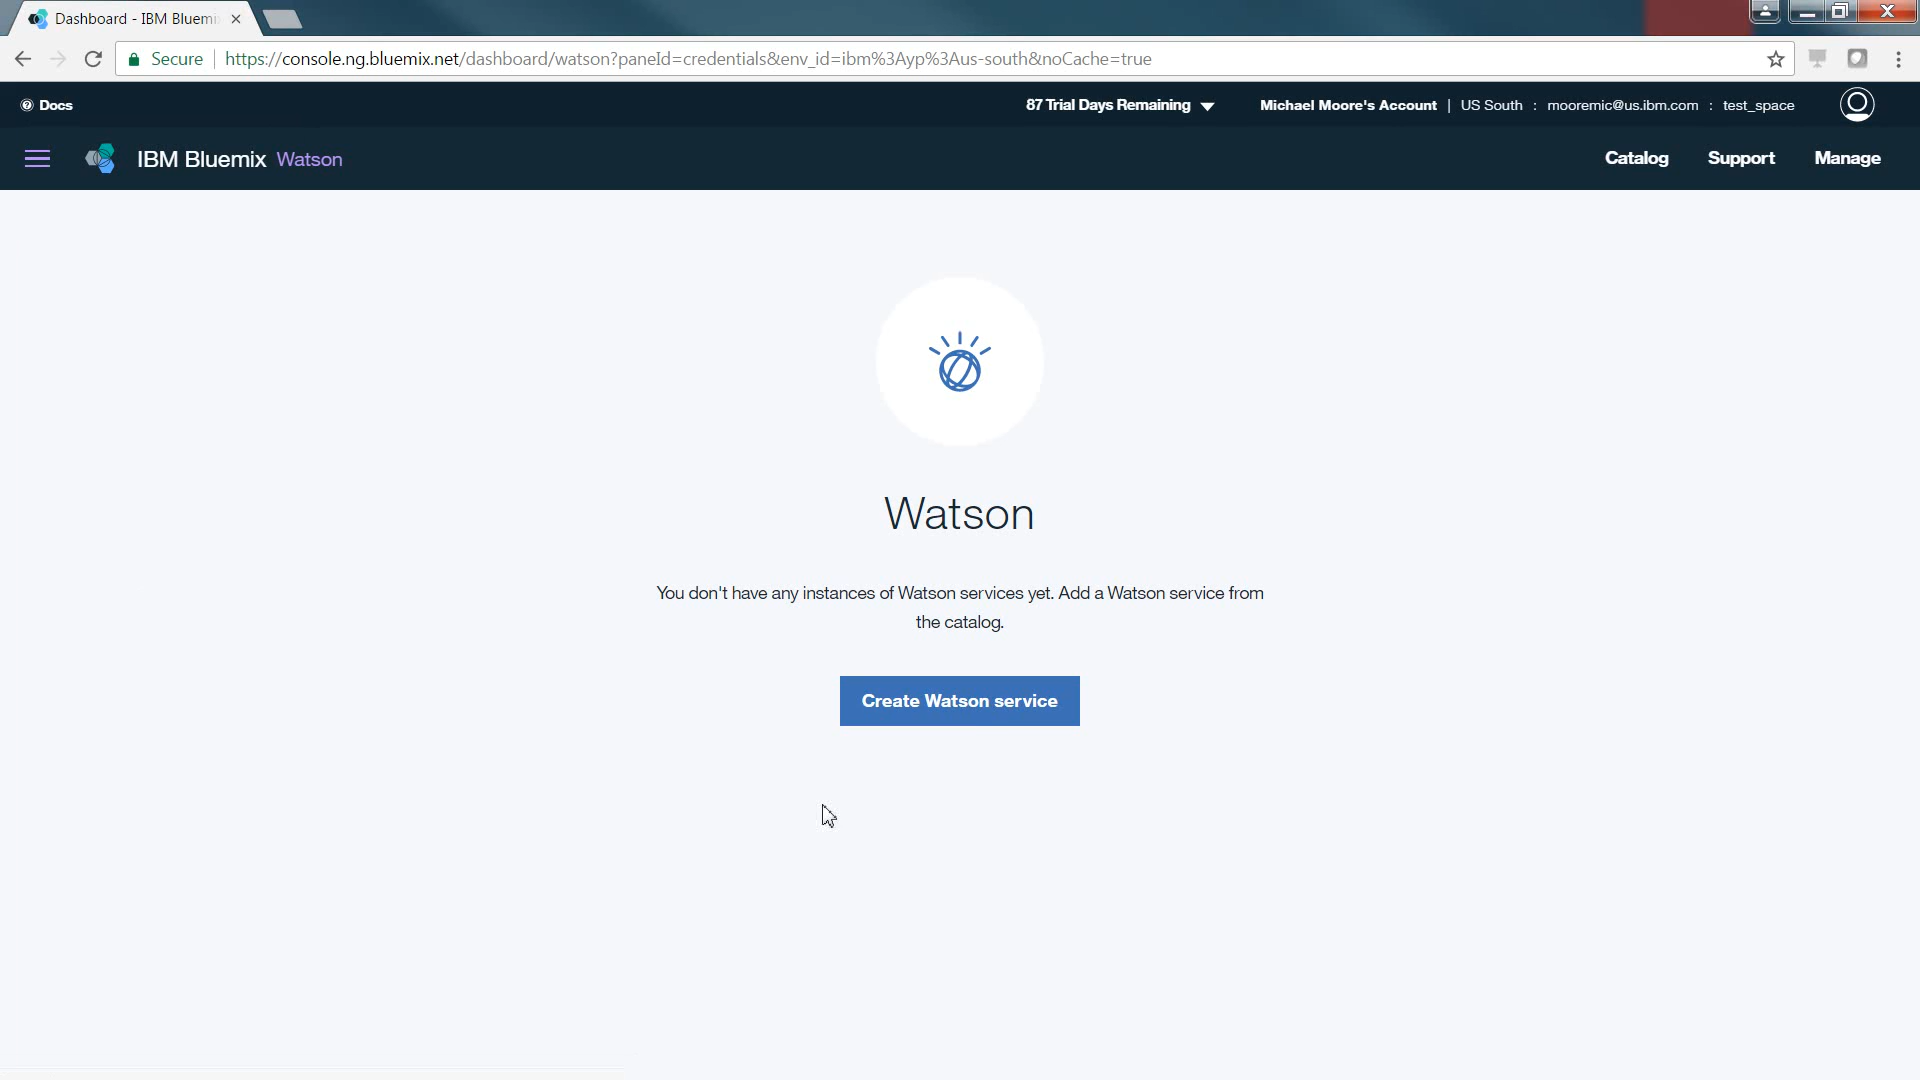 Dashboard - IBM Bluemi
Secure
https://console.ng.bluemix.net/dashboard/watson?paneId=credentials&env_id=ibm%3Ayp%3Aus-south&noCache=true
Docs
87 Trial Days Remaining
Michael Moore's Account | US South : mooremic@us.ibm.com : test_space
IBM Bluemix Watson
Catalog
Support
Manage
Watson
You don't have any instances of Watson services yet. Add a Watson service from
the catalog.
Create Watson service